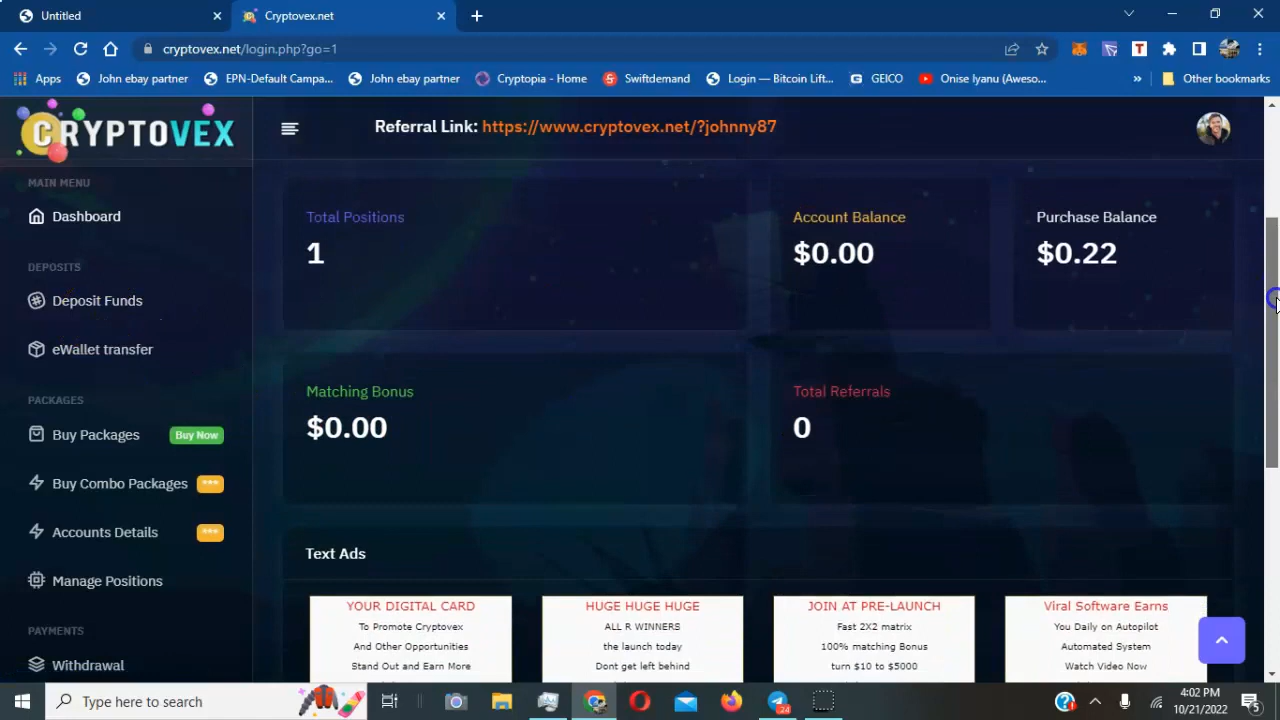 Untitled
Cryptovex.net
cryptovex.net/login.php?go=1
Apps
John ebay partner
EPN-Default Campa...
John ebay partner
Cryptopia - Home
Swiftdemand
Login — Bitcoin Lift...
GEICO
Onise Iyanu (Aweso...
»
Other bookmarks
CRYPTOVEX
Referral Link: https://www.cryptovex.net/?johnny87
MAIN MENU
Dashboard
DEPOSITS
Deposit Funds
eWallet transfer
PACKAGES
Buy Packages
Buy Now
Buy Combo Packages
***
Accounts Details
***
Manage Positions
PAYMENTS
Withdrawal
Total Positions
1
Account Balance
$0.00
Purchase Balance
$0.22
Matching Bonus
$0.00
Total Referrals
0
Text Ads
YOUR DIGITAL CARD
To Promote Cryptovex
And Other Opportunities
Stand Out and Earn More
HUGE HUGE HUGE
ALL R WINNERS
the launch today
Dont get left behind
JOIN AT PRE-LAUNCH
Fast 2X2 matrix
100% matching Bonus
turn $10 to $5000
Viral Software Earns
You Daily on Autopilot
Automated System
Watch Video Now
Type here to search
24
4:02 PM
10/21/2022
5